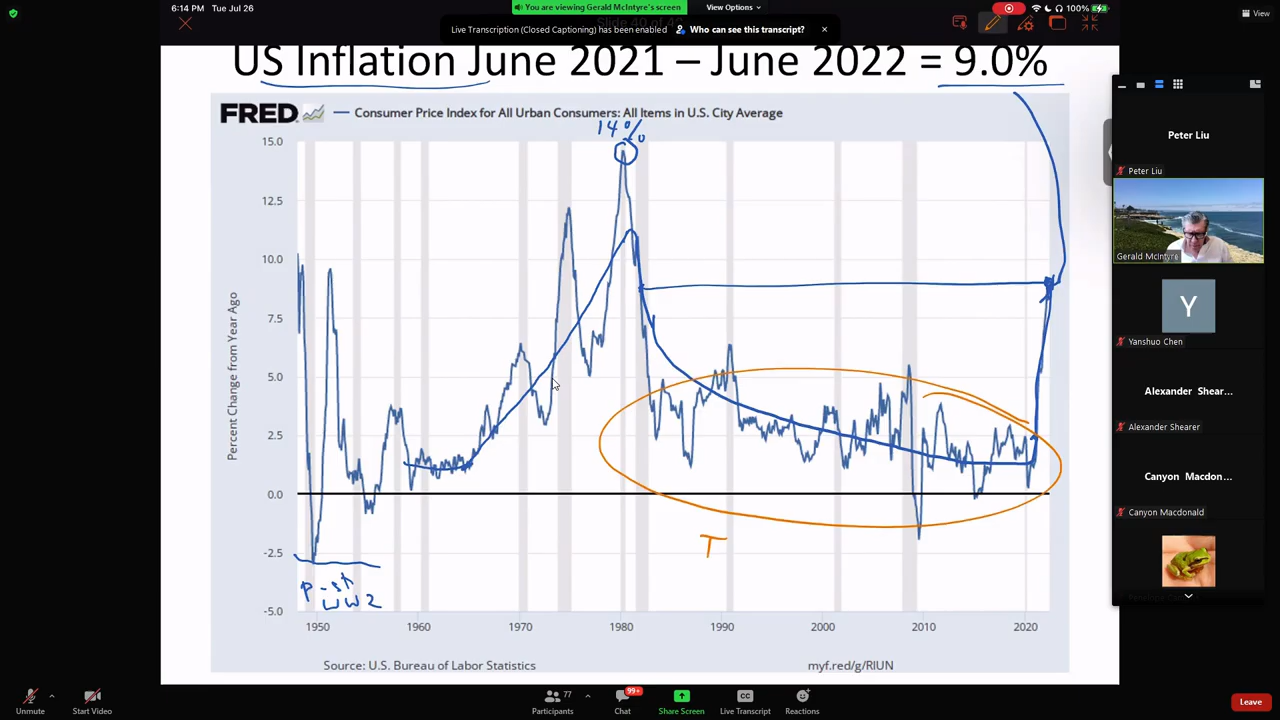 6:14 PM Tue Jul 26
You are viewing Gerald McIntyre's screen
View Options
100%
View
Live Transcription (Closed Captioning) has been enabled
Who can see this transcript?
US Inflation June 2021 – June 2022 = 9.0%
FRED
Consumer Price Index for All Urban Consumers: All Items in U.S. City Average
14%
15.0
12.5
10.0
7.5
5.0
2.5
0.0
-2.5
-5.0
Percent Change from Year Ago
T
WW2
1950
1960
1970
1980
1990
2000
2010
2020
Source: U.S. Bureau of Labor Statistics
myf.red/g/RIUN
Peter Liu
Peter Liu
Gerald McIntyre
Y
Yanshuo Chen
Alexander Shear...
Alexander Shearer
Canyon Macdon...
Canyon Macdonald
Unmute
Start Video
77
Participants
99+
Chat
Share Screen
CC
Live Transcript
Reactions
Leave